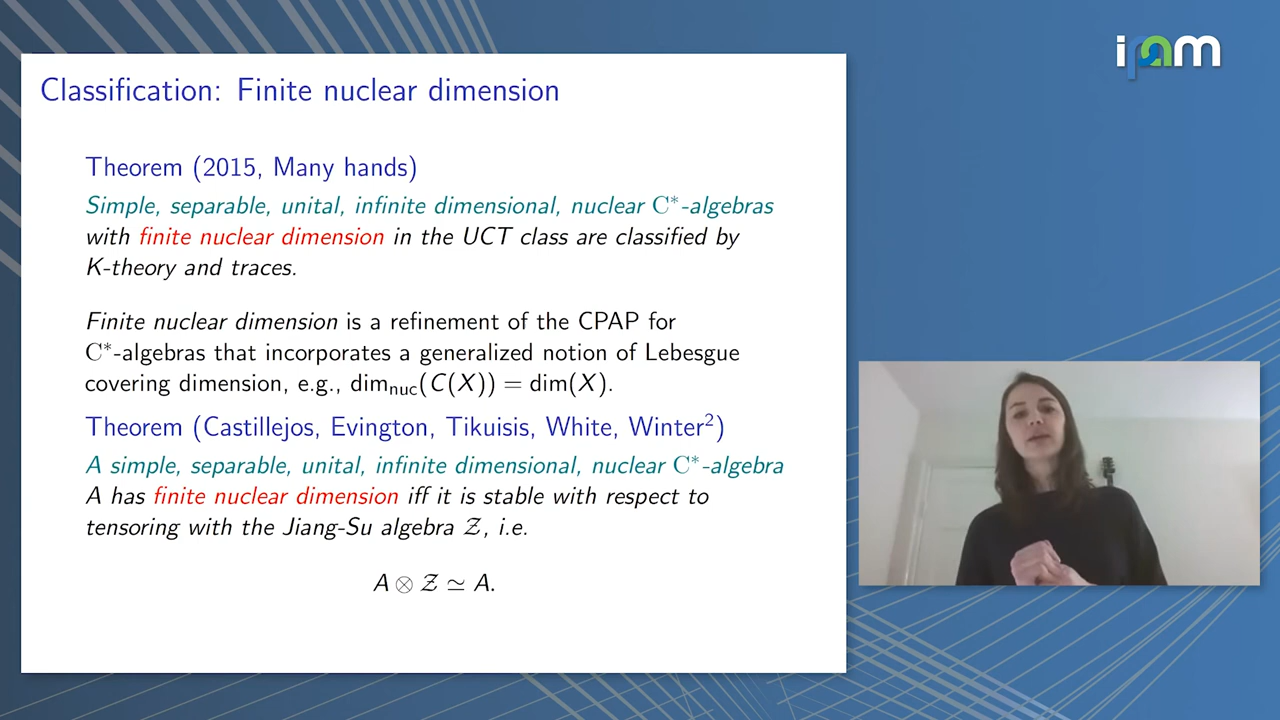 ipam
Classification: Finite nuclear dimension
Theorem (2015, Many hands)
Simple, separable, unital, infinite dimensional, nuclear C*-algebras
with finite nuclear dimension in the UCT class are classified by
K-theory and traces.
Finite nuclear dimension is a refinement of the CPAP for
C*-algebras that incorporates a generalized notion of Lebesgue
covering dimension, e.g., dim_nuc(C(X)) = dim(X).
Theorem (Castillejos, Evington, Tikuisis, White, Winter²)
A simple, separable, unital, infinite dimensional, nuclear C*-algebra
A has finite nuclear dimension iff it is stable with respect to
tensoring with the Jiang-Su algebra 𝒵, i.e.
A ⊗ 𝒵 ≃ A.